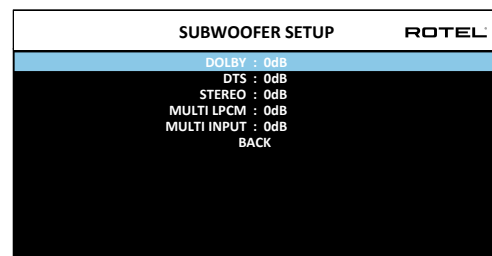 SUBWOOFER SETUP ROTEL
DOLBY : 0dB
DTS : 0dB
STEREO : 0dB
MULTI LPCM : 0dB
MULTI INPUT : 0dB
BACK